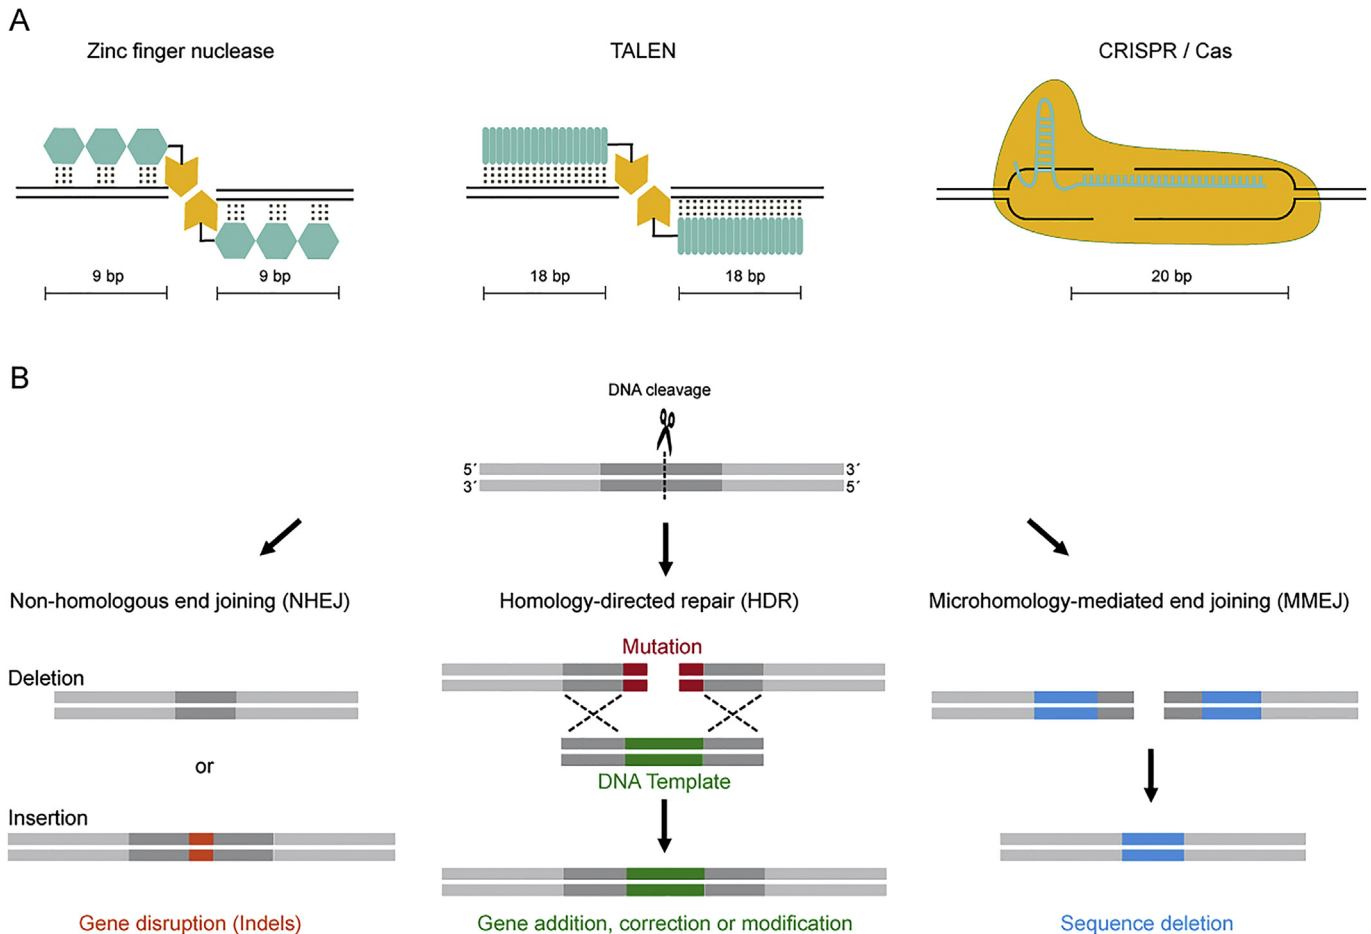 A
Zinc finger nuclease
TALEN
CRISPR / Cas
9 bp
9 bp
18 bp
18 bp
20 bp
B
DNA cleavage
5´
3´
3´
5´
Non-homologous end joining (NHEJ)
Homology-directed repair (HDR)
Microhomology-mediated end joining (MMEJ)
Mutation
Deletion
or
DNA Template
Insertion
Gene disruption (Indels)
Gene addition, correction or modification
Sequence deletion